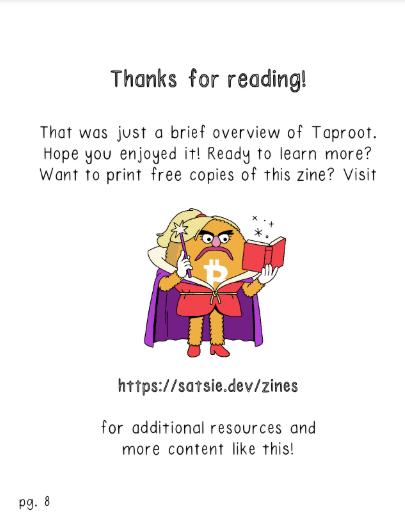 Thanks for reading!
That was just a brief overview of Taproot.
Hope you enjoyed it! Ready to learn more?
Want to print free copies of this zine? Visit
https://satsie.dev/zines
for additional resources and
more content like this!
pg. 8